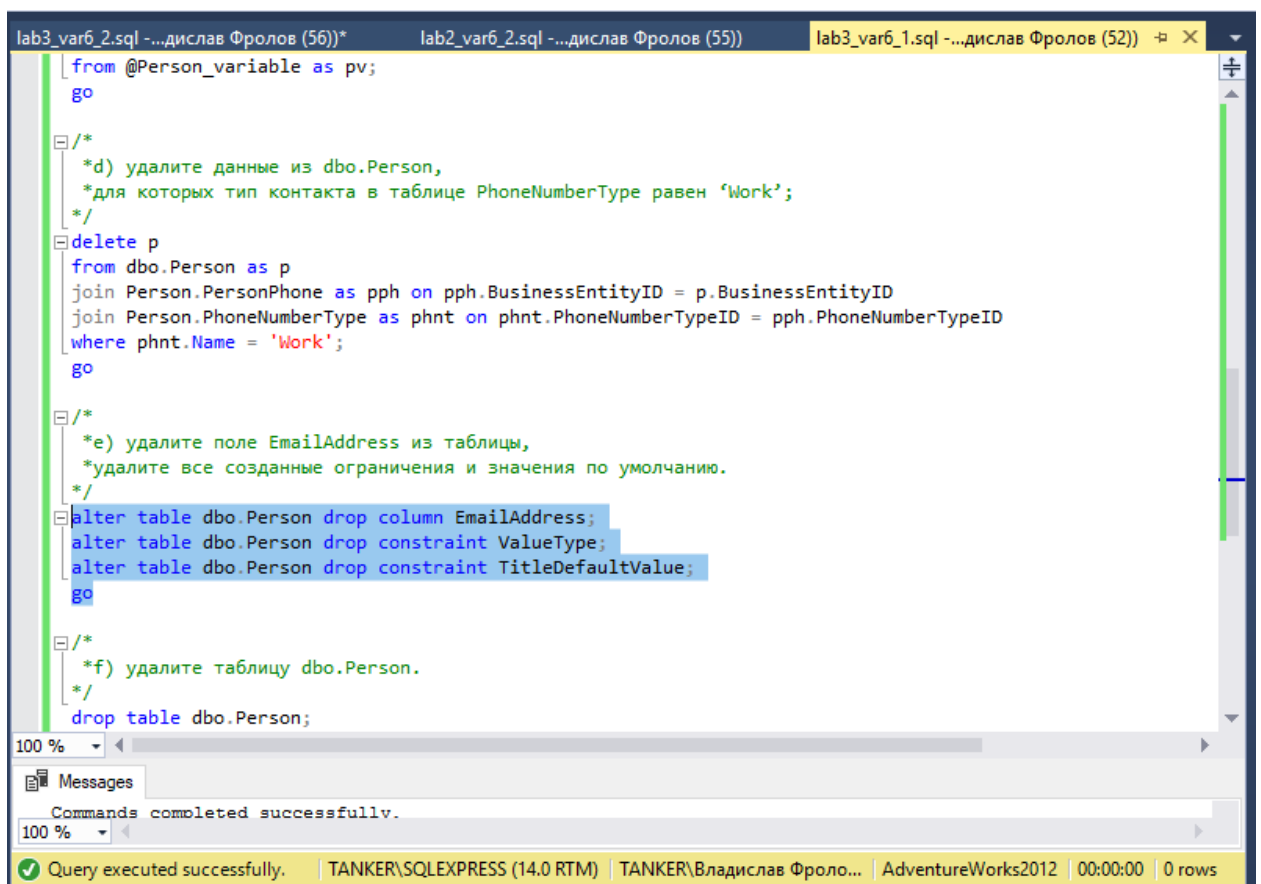 lab3_var6_2.sql -...дислав Фролов (56))* lab2_var6_2.sql -...дислав Фролов (55)) lab3_var6_1.sql -...дислав Фролов (52))
from @Person_variable as pv;
go
/*
*d) удалите данные из dbo.Person,
*для которых тип контакта в таблице PhoneNumberType равен ‘Work’;
*/
delete p
from dbo.Person as p
join Person.PersonPhone as pph on pph.BusinessEntityID = p.BusinessEntityID
join Person.PhoneNumberType as phnt on phnt.PhoneNumberTypeID = pph.PhoneNumberTypeID
where phnt.Name = 'Work';
go
/*
*e) удалите поле EmailAddress из таблицы,
*удалите все созданные ограничения и значения по умолчанию.
*/
alter table dbo.Person drop column EmailAddress;
alter table dbo.Person drop constraint ValueType;
alter table dbo.Person drop constraint TitleDefaultValue;
go
/*
*f) удалите таблицу dbo.Person.
*/
drop table dbo.Person;
100 %
Messages
Commands completed successfully.
100 %
Query executed successfully. TANKER\SQLEXPRESS (14.0 RTM) TANKER\Владислав Фроло... AdventureWorks2012 00:00:00 0 rows